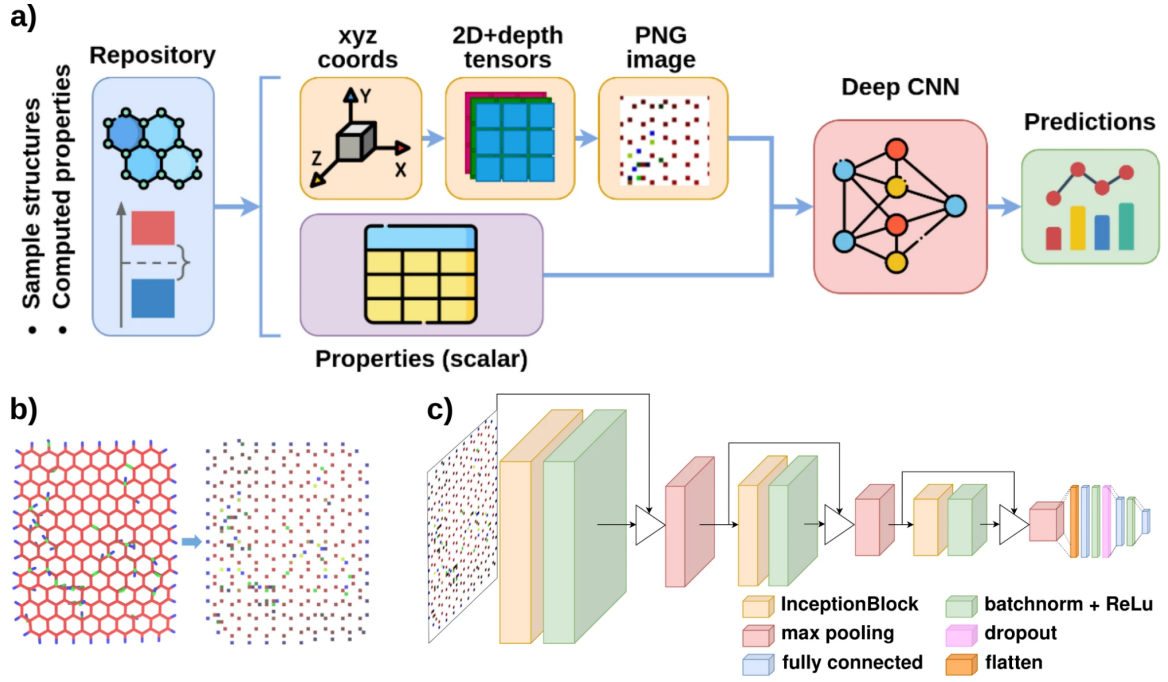 a)
Repository
xyz
coords
2D+depth
tensors
PNG
image
Deep CNN
Predictions
• Sample structures
• Computed properties
Y
Z
X
Properties (scalar)
b)
c)
InceptionBlock
batchnorm + ReLu
max pooling
dropout
fully connected
flatten